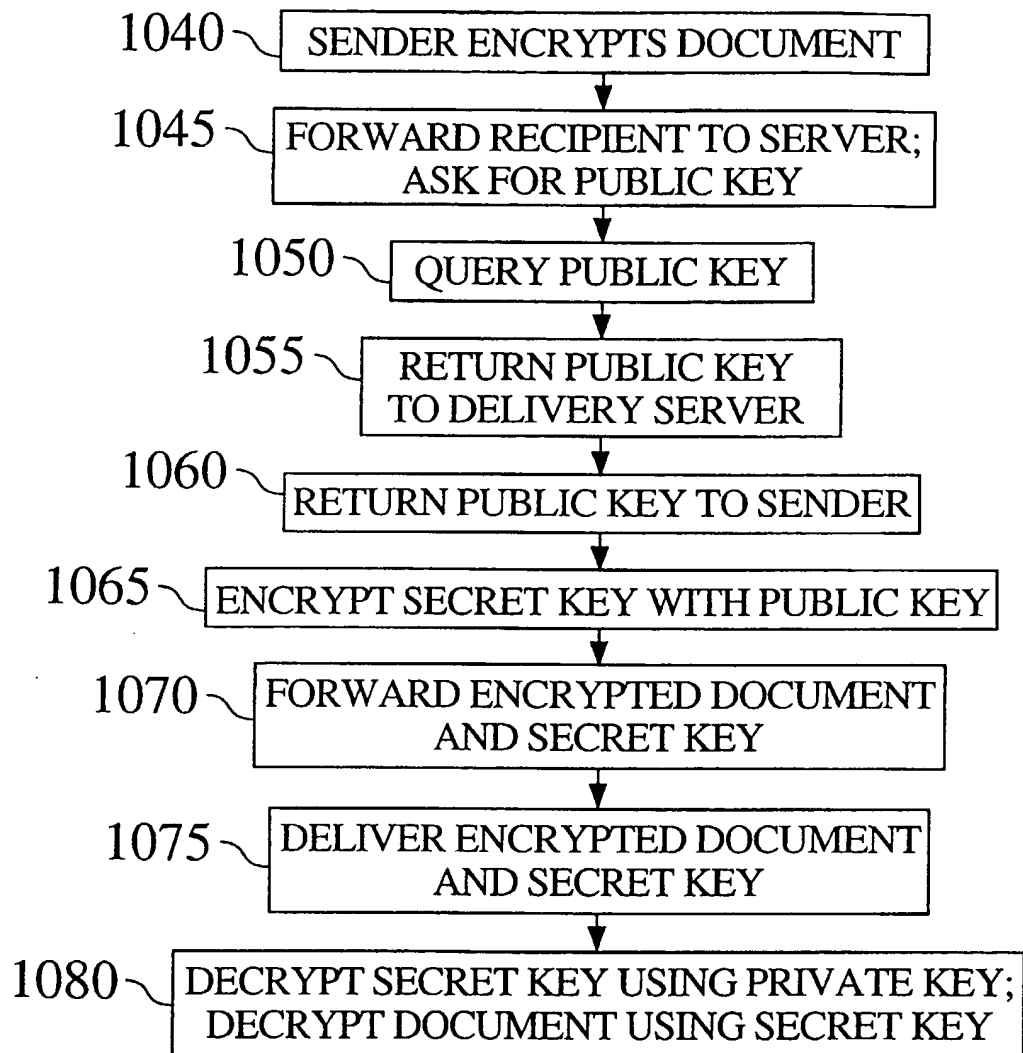 1040 SENDER ENCRYPTS DOCUMENT
1045 FORWARD RECIPIENT TO SERVER;
ASK FOR PUBLIC KEY
1050 QUERY PUBLIC KEY
1055 RETURN PUBLIC KEY
TO DELIVERY SERVER
1060 RETURN PUBLIC KEY TO SENDER
1065 ENCRYPT SECRET KEY WITH PUBLIC KEY
1070 FORWARD ENCRYPTED DOCUMENT
AND SECRET KEY
1075 DELIVER ENCRYPTED DOCUMENT
AND SECRET KEY
1080 DECRYPT SECRET KEY USING PRIVATE KEY;
DECRYPT DOCUMENT USING SECRET KEY